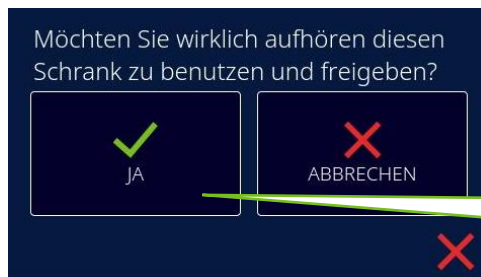 Möchten Sie wirklich aufhören diesen
Schrank zu benutzen und freigeben?
JA
ABBRECHEN